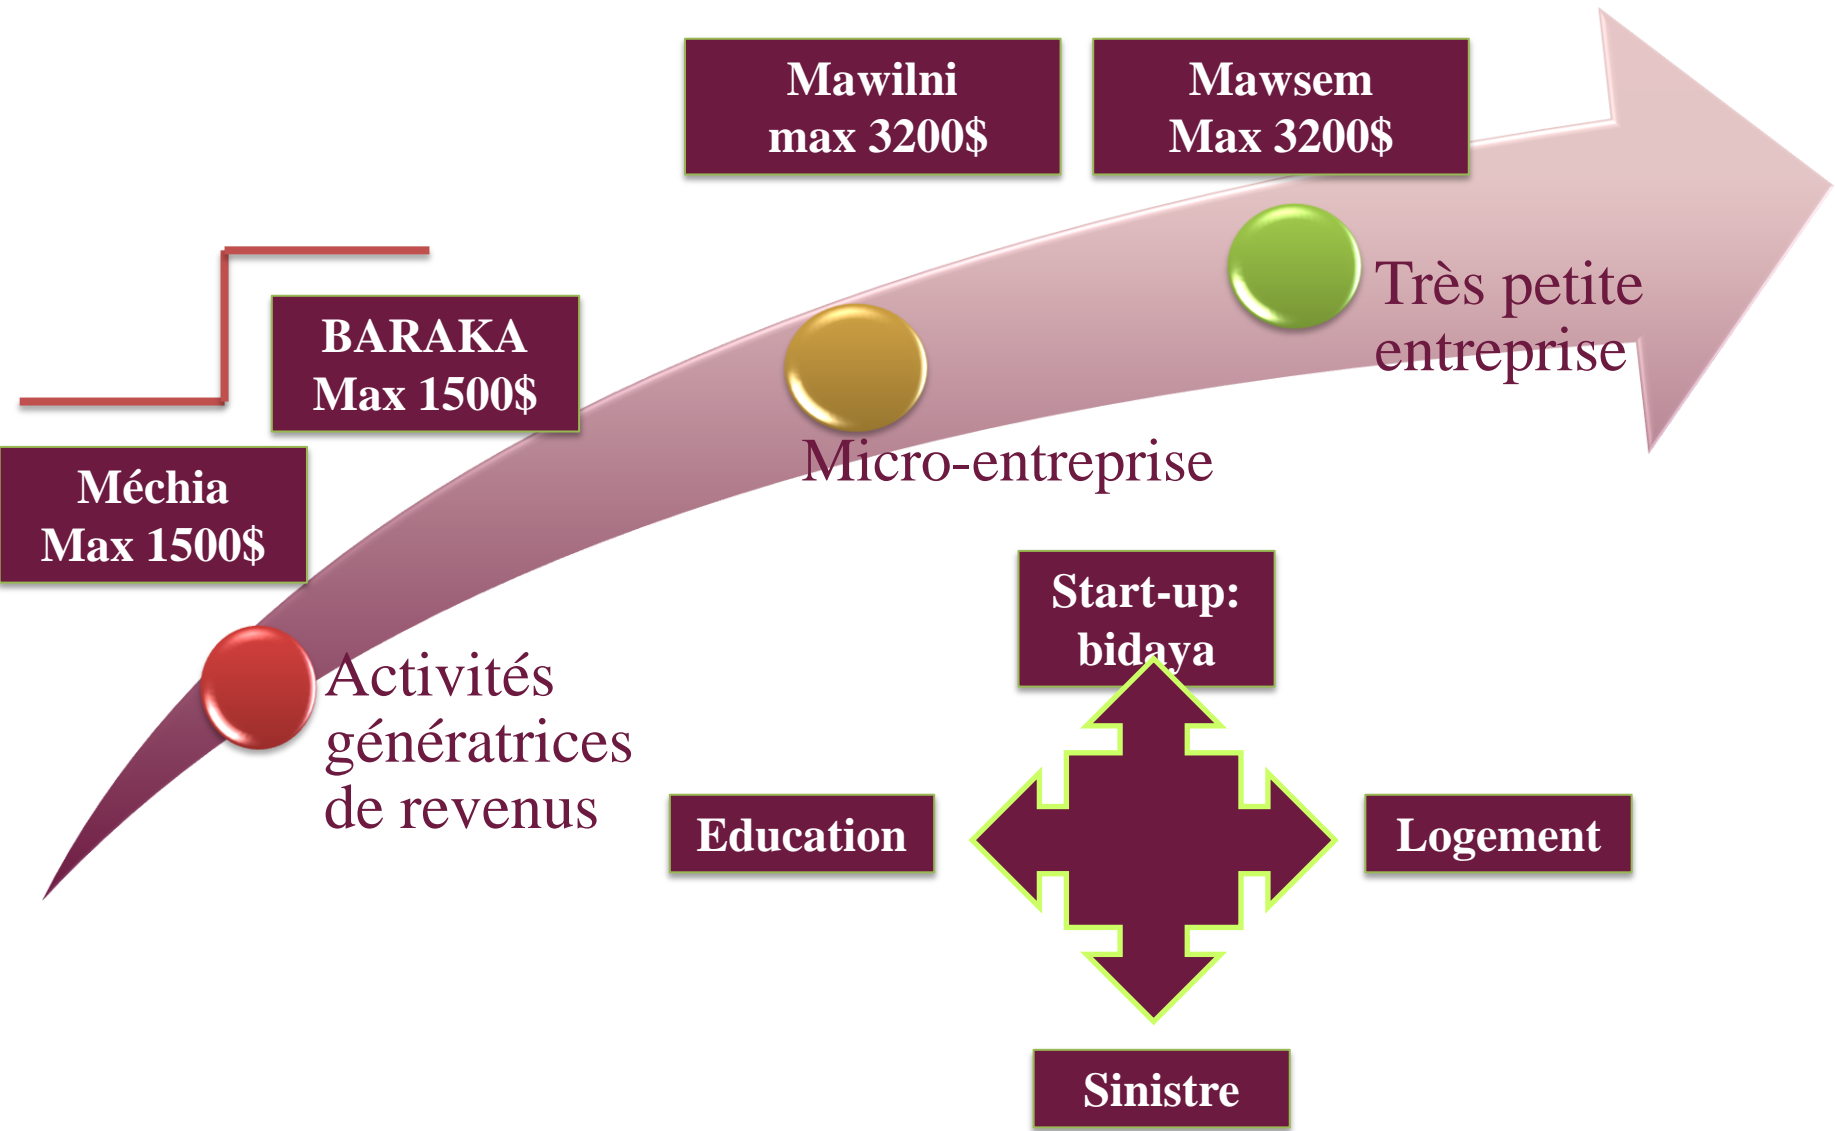 Mawilni
max 3200$
Mawsem
Max 3200$
BARAKA
Max 1500$
Méchia
Max 1500$
Très petite
entreprise
Micro-entreprise
Activités
génératrices
de revenus
Start-up:
bidaya
Education
Logement
Sinistre